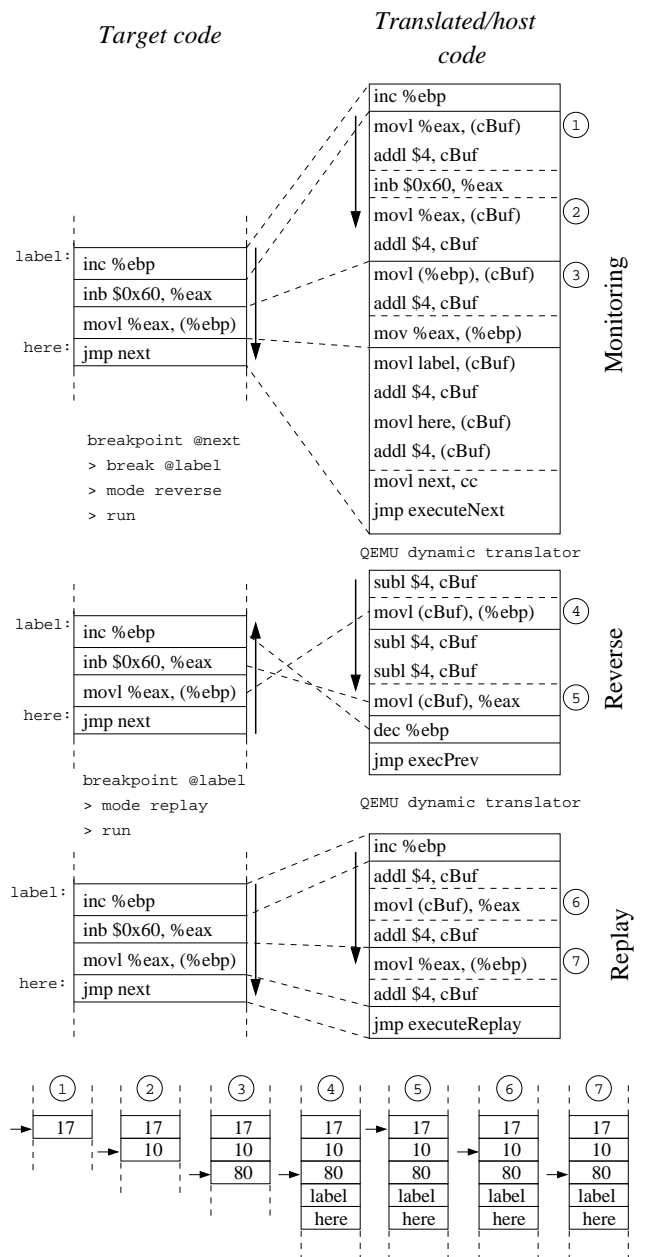 Target code
Translated/host
code
inc %ebp
movl %eax, (cBuf)
1
addl $4, cBuf
inb $0x60, %eax
movl %eax, (cBuf)
2
addl $4, cBuf
movl (%ebp), (cBuf)
3
addl $4, cBuf
mov %eax, (%ebp)
movl label, (cBuf)
addl $4, cBuf
movl here, (cBuf)
addl $4, (cBuf)
movl next, cc
jmp executeNext
Monitoring
label:
inc %ebp
inb $0x60, %eax
movl %eax, (%ebp)
here:
jmp next
breakpoint @next
> break @label
> mode reverse
> run
QEMU dynamic translator
subl $4, cBuf
movl (cBuf), (%ebp)
4
subl $4, cBuf
subl $4, cBuf
movl (cBuf), %eax
5
dec %ebp
jmp execPrev
Reverse
label:
inc %ebp
inb $0x60, %eax
movl %eax, (%ebp)
here:
jmp next
breakpoint @label
> mode replay
> run
QEMU dynamic translator
inc %ebp
addl $4, cBuf
movl (cBuf), %eax
6
addl $4, cBuf
movl %eax, (%ebp)
7
addl $4, cBuf
jmp executeReplay
Replay
label:
inc %ebp
inb $0x60, %eax
movl %eax, (%ebp)
here:
jmp next
1 2 3 4 5 6 7
17 17 17 17 17 17 17
10 10 10 10 10 10
80 80 80 80 80
label label label label
here here here here